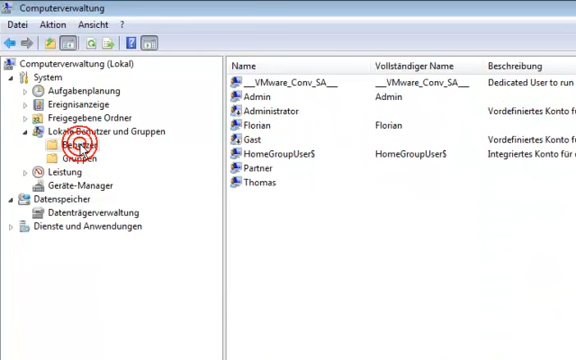 Computerverwaltung
Datei Aktion Ansicht ?
Computerverwaltung (Lokal)
System
Aufgabenplanung
Ereignisanzeige
Freigegebene Ordner
Lokale Benutzer und Gruppen
Benutzer
Gruppen
Leistung
Geräte-Manager
Datenspeicher
Datenträgerverwaltung
Dienste und Anwendungen
Name Vollständiger Name Beschreibung
__VMware_Conv_SA__ __VMware_Conv_SA__ Dedicated User to run
Admin Admin
Administrator Vordefiniertes Konto f
Florian Florian
Gast Vordefiniertes Konto f
HomeGroupUser$ HomeGroupUser$ Integriertes Konto für
Partner
Thomas